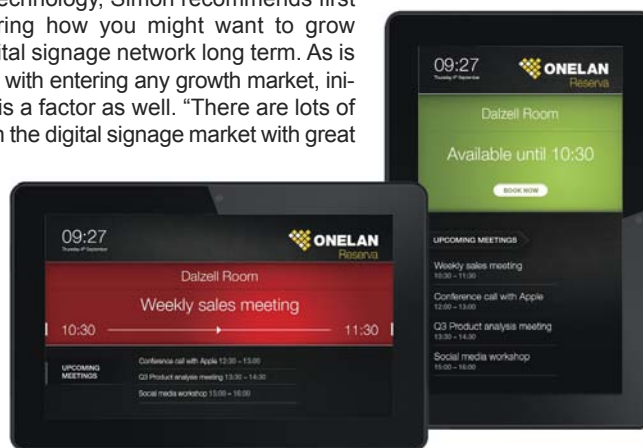 technology, Simon recommends first
ring how you might want to grow
ital signage network long term. As is
with entering any growth market, ini-
is a factor as well. “There are lots of
n the digital signage market with great
09:27
ONELAN
Reserva
Dalzell Room
Weekly sales meeting
10:30 11:30
UPCOMING
MEETINGS
Conference call with Apple 12:30 – 13:00
Q3 Product analysis meeting 13:30 – 14:30
Social media workshop 15:00 – 16:00
09:27
ONELAN
Reserva
Dalzell Room
Available until 10:30
BOOK NOW
UPCOMING MEETINGS
Weekly sales meeting
10:30 – 11:30
Conference call with Apple
12:00 – 13:00
Q3 Product analysis meeting
13:30 – 14:30
Social media workshop
15:00 – 16:00